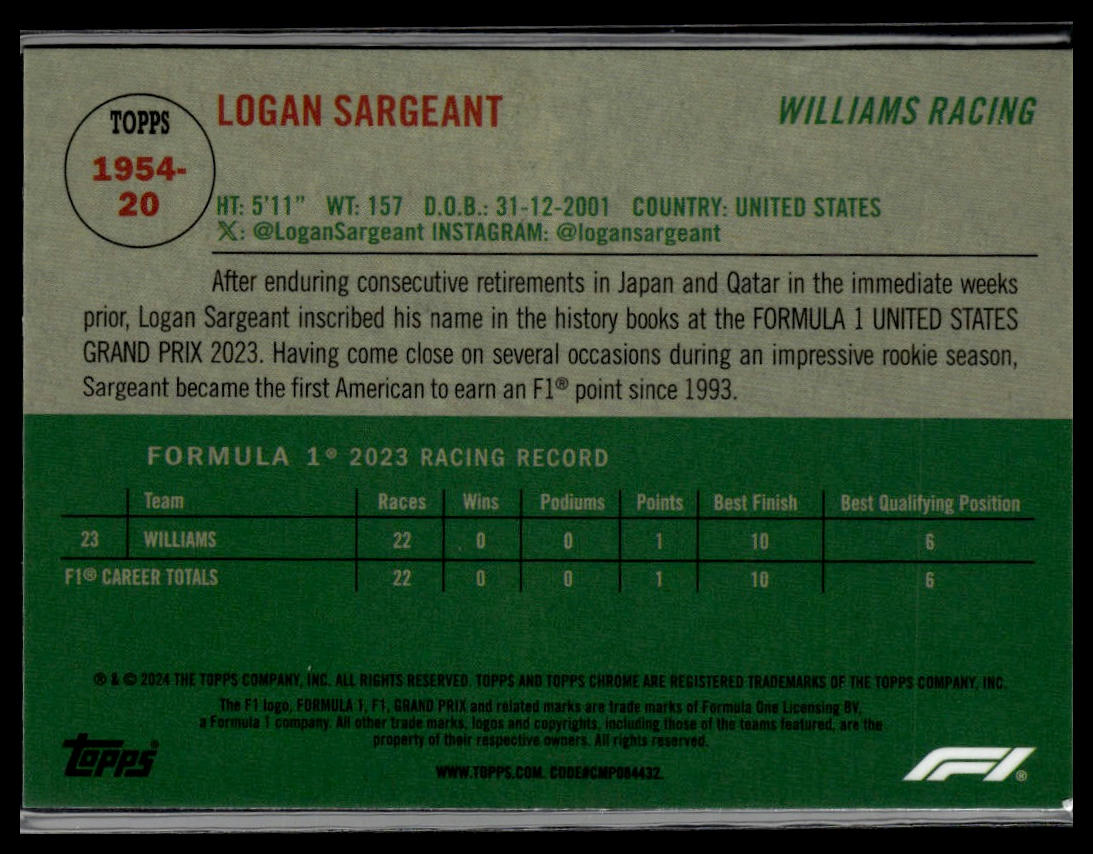 TOPPS
1954-
20
LOGAN SARGEANT
WILLIAMS RACING
HT: 5'11" WT: 157 D.O.B.: 31-12-2001 COUNTRY: UNITED STATES
X: @LoganSargeant INSTAGRAM: @logansargeant
After enduring consecutive retirements in Japan and Qatar in the immediate weeks
prior, Logan Sargeant inscribed his name in the history books at the FORMULA 1 UNITED STATES
GRAND PRIX 2023. Having come close on several occasions during an impressive rookie season,
Sargeant became the first American to earn an F1® point since 1993.
FORMULA 1® 2023 RACING RECORD
Team Races Wins Podiums Points Best Finish Best Qualifying Position
23 WILLIAMS 22 0 0 1 10 6
F1® CAREER TOTALS 22 0 0 1 10 6
® & © 2024 THE TOPPS COMPANY, INC. ALL RIGHTS RESERVED. TOPPS AND TOPPS CHROME ARE REGISTERED TRADEMARKS OF THE TOPPS COMPANY, INC.
The F1 logo, FORMULA 1, F1, GRAND PRIX and related marks are trade marks of Formula One Licensing BV,
a Formula 1 company. All other trade marks, logos and copyrights, including those of the teams featured, are the
property of their respective owners. All rights reserved.
WWW.TOPPS.COM. CODE#CMP084432.
Topps®
F1®